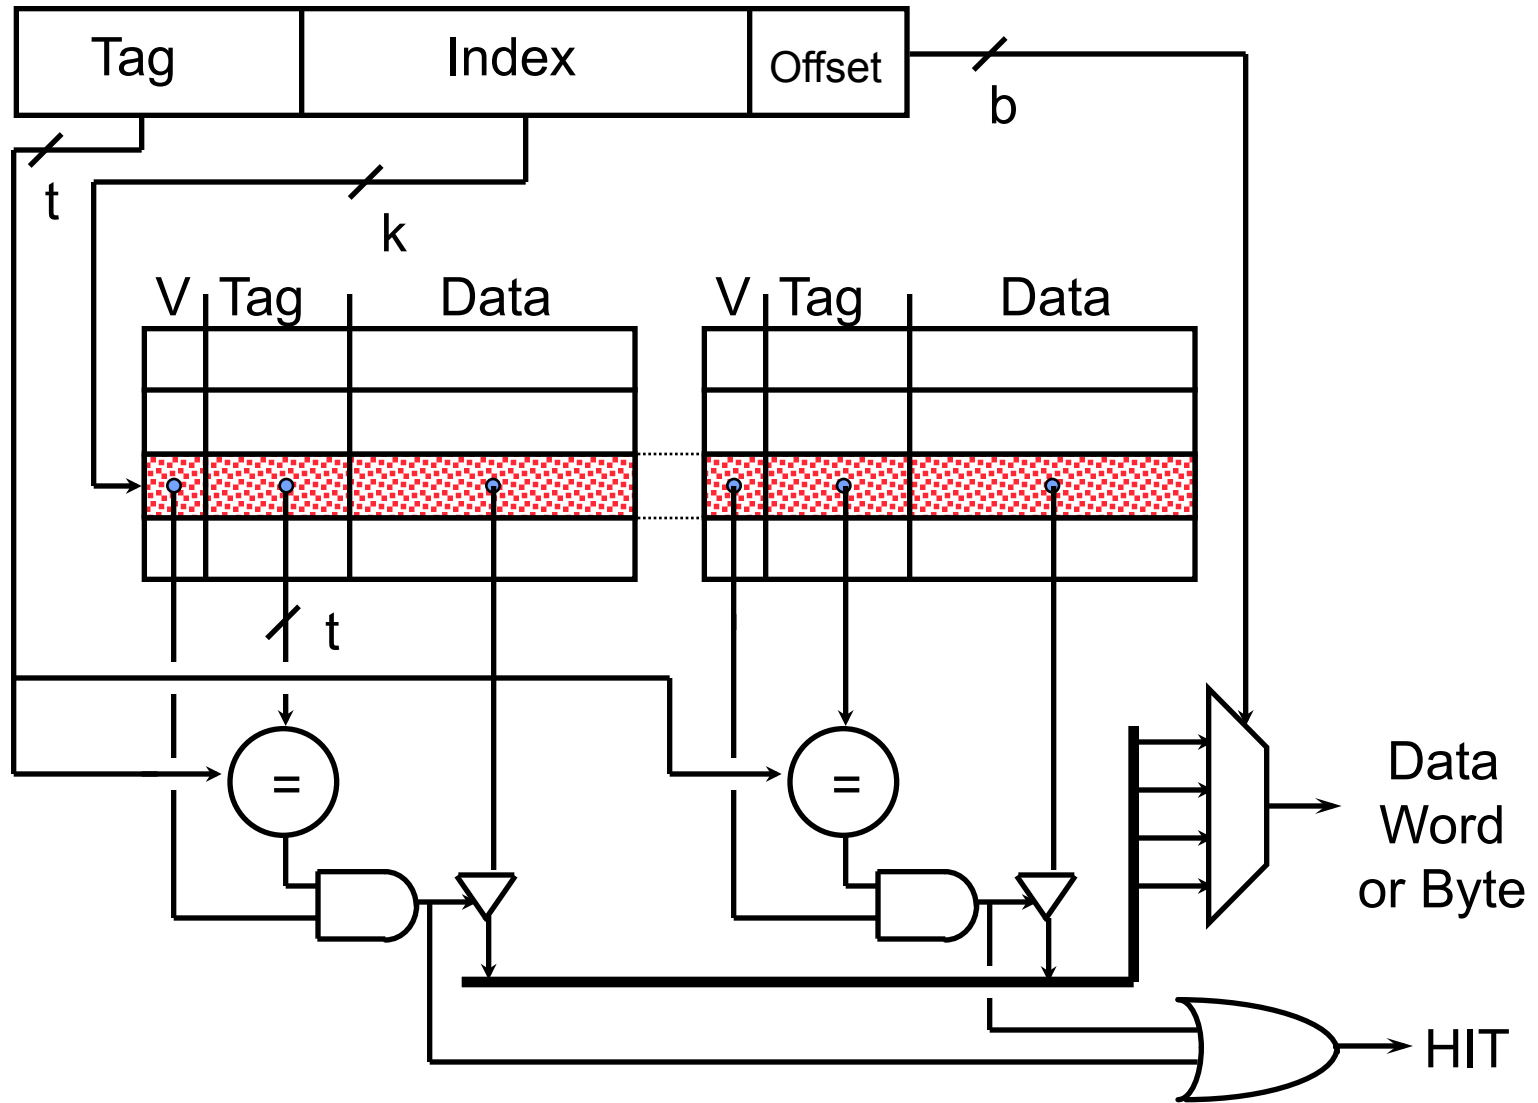 Tag Index Offset
b
t
k
V Tag Data V Tag Data
t
= =
Data
Word
or Byte
HIT